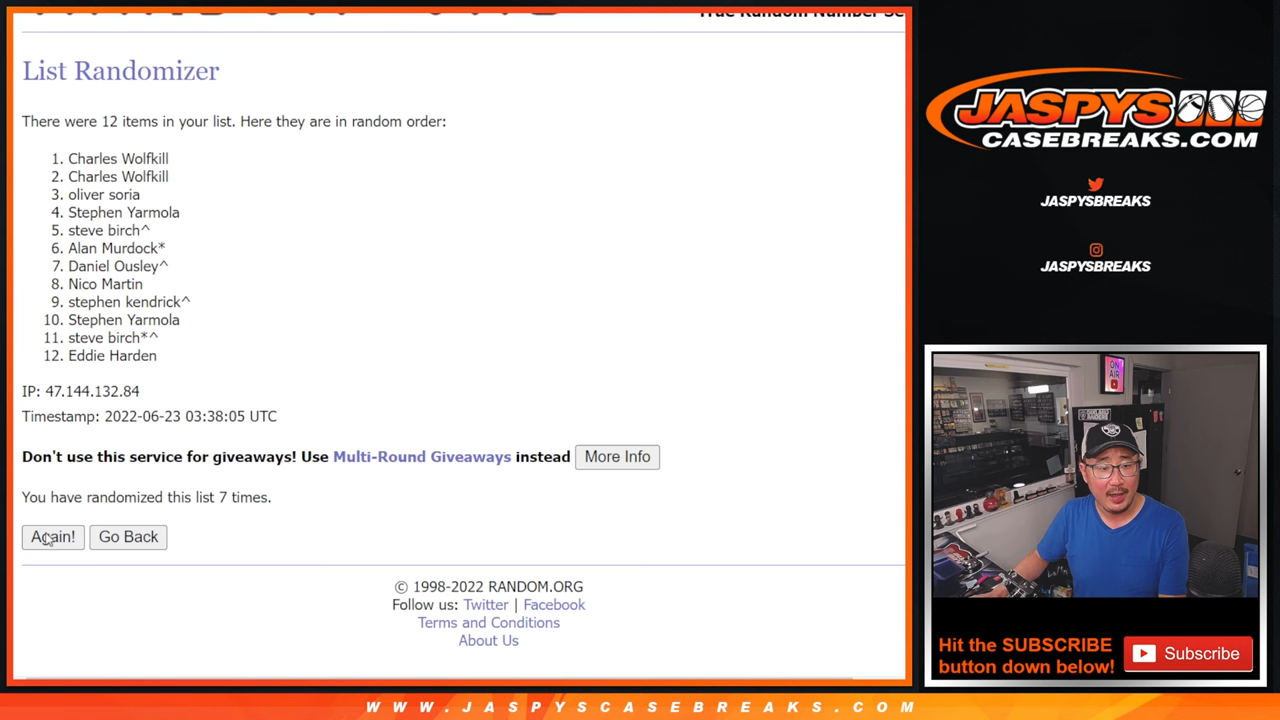 True Random Number Se
List Randomizer
There were 12 items in your list. Here they are in random order:
1. Charles Wolfkill
2. Charles Wolfkill
3. oliver soria
4. Stephen Yarmola
5. steve birch^
6. Alan Murdock*
7. Daniel Ousley^
8. Nico Martin
9. stephen kendrick^
10. Stephen Yarmola
11. steve birch*^
12. Eddie Harden
IP: 47.144.132.84
Timestamp: 2022-06-23 03:38:05 UTC
Don't use this service for giveaways! Use Multi-Round Giveaways instead More Info
You have randomized this list 7 times.
Again! Go Back
© 1998-2022 RANDOM.ORG
Follow us: Twitter | Facebook
Terms and Conditions
About Us
JASPYS
CASEBREAKS.COM
JASPYSBREAKS
JASPYSBREAKS
ON
AIR
Hit the SUBSCRIBE
button down below!
Subscribe
WWW.JASPYSCASEBREAKS.COM